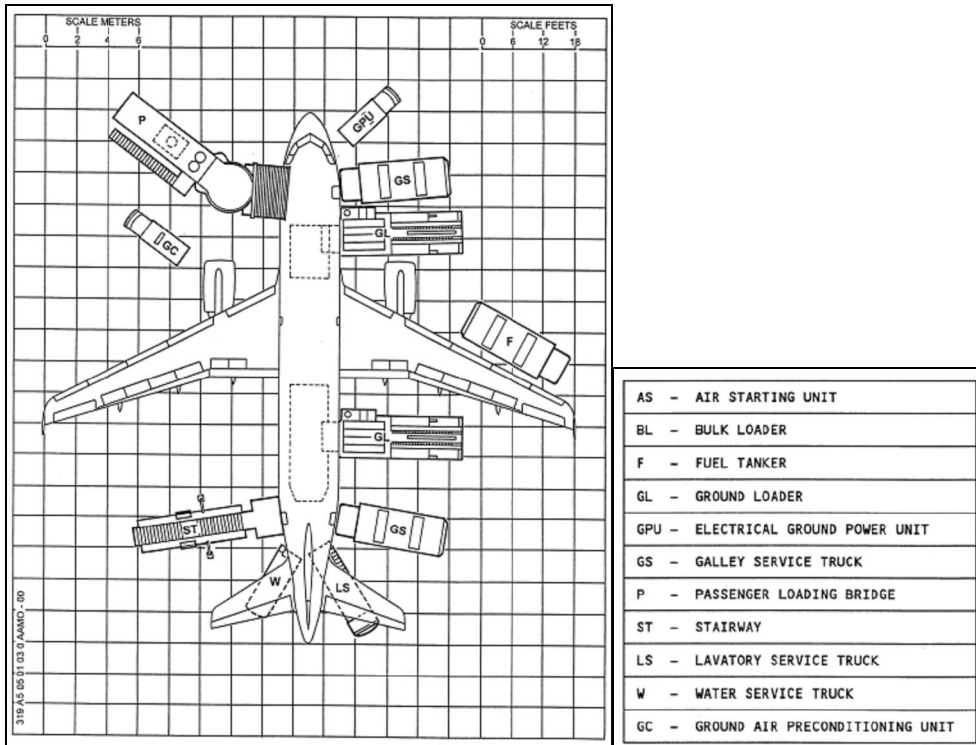 SCALE METERS
0 2 4 6
SCALE FEETS
0 6 12 18
P
GPU
GS
GL
GC
F
GL
ST
GS
W
LS
319 A5 05 01 03 0 AAMO - 00
AS – AIR STARTING UNIT
BL – BULK LOADER
F – FUEL TANKER
GL – GROUND LOADER
GPU – ELECTRICAL GROUND POWER UNIT
GS – GALLEY SERVICE TRUCK
P – PASSENGER LOADING BRIDGE
ST – STAIRWAY
LS – LAVATORY SERVICE TRUCK
W – WATER SERVICE TRUCK
GC – GROUND AIR PRECONDITIONING UNIT